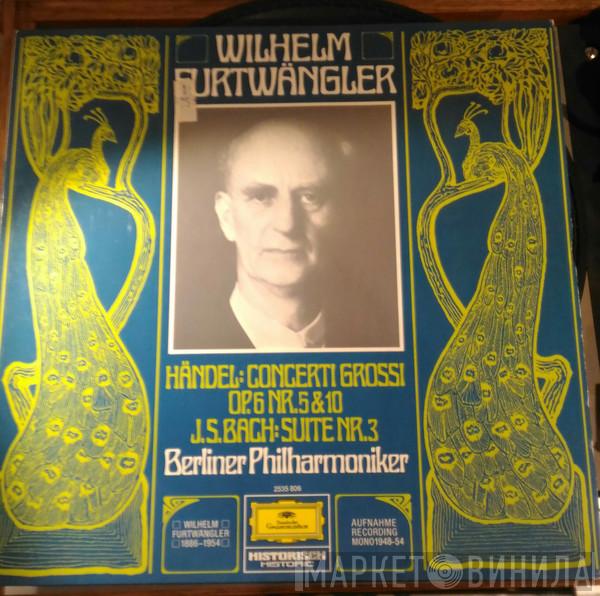 WILHELM
FURTWÄNGLER
HÄNDEL: CONCERTI GROSSI
OP.6 NR.5 & 10
J.S.BACH: SUITE NR.3
Berliner Philharmoniker
2535 806
WILHELM
FURTWÄNGLER
1886–1954
Deutsche
Grammophon
HISTORISCH
HISTORIC
AUFNAHME
RECORDING
MONO 1948-54
МАРКЕТ ВИНИЛА